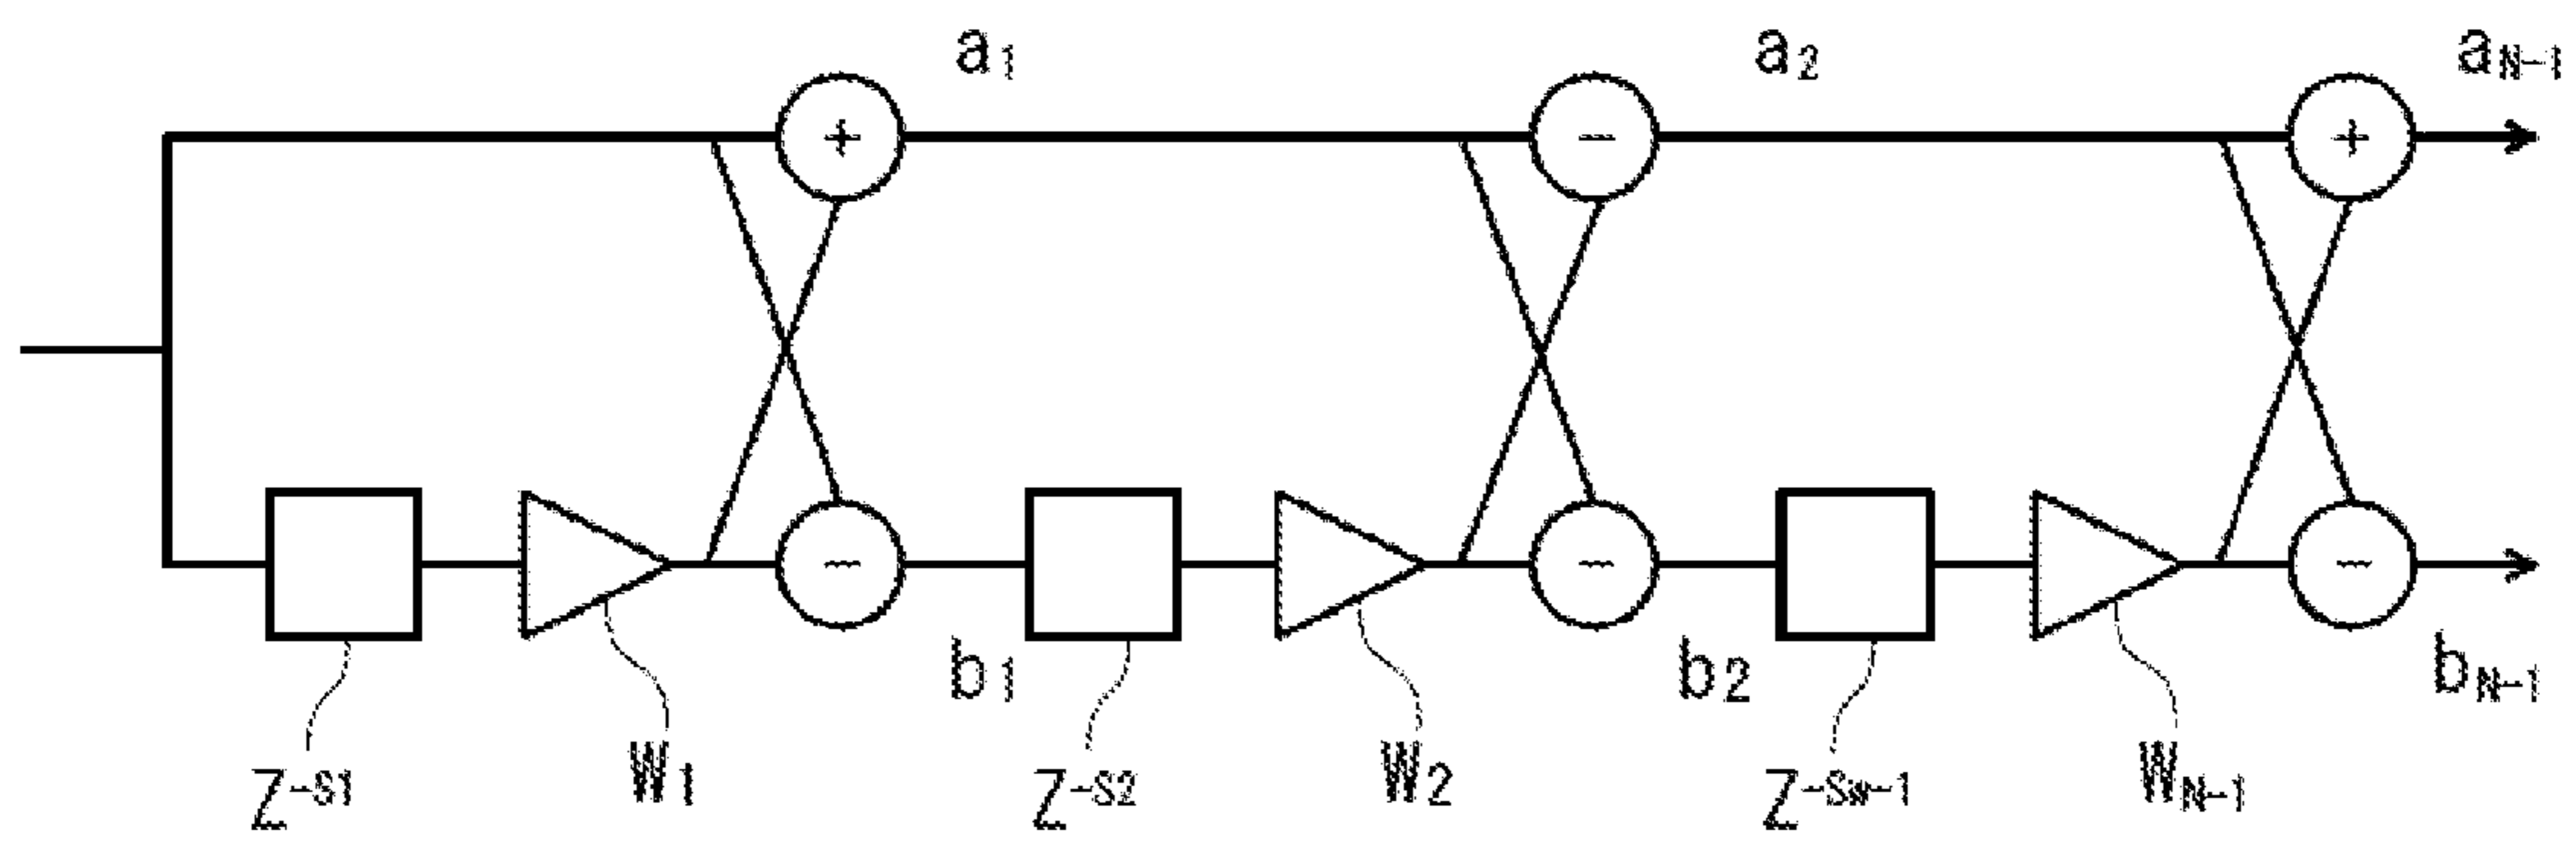 a₁ a₂ aN-1
+ − +
− − −
b₁ b₂ bN-1
Z-S1 W₁ Z-S2 W₂ Z-SN-1 WN-1